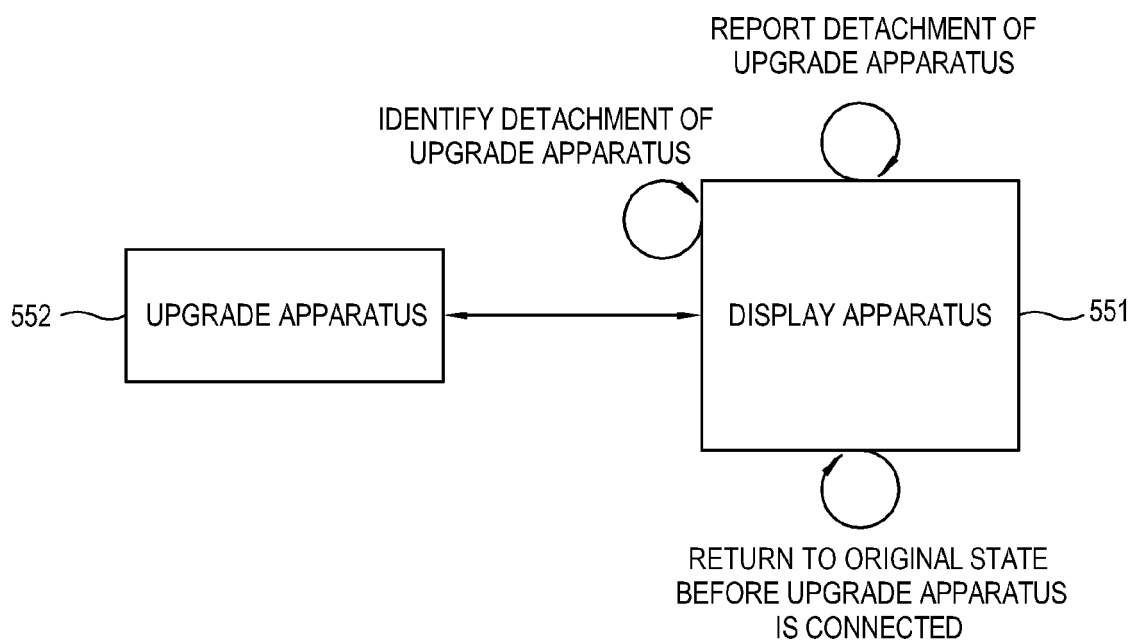 REPORT DETACHMENT OF
UPGRADE APPARATUS
IDENTIFY DETACHMENT OF
UPGRADE APPARATUS
552
UPGRADE APPARATUS
DISPLAY APPARATUS
551
RETURN TO ORIGINAL STATE
BEFORE UPGRADE APPARATUS
IS CONNECTED